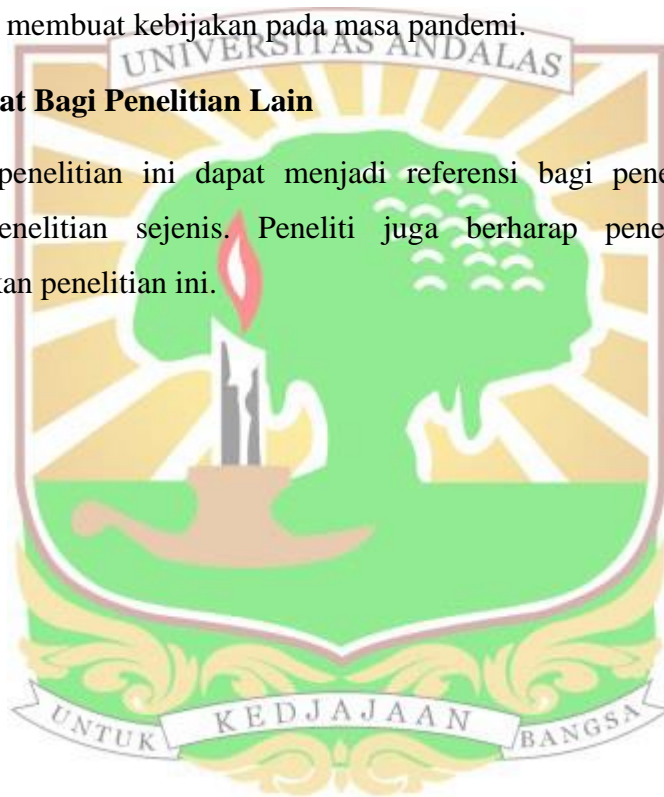 membuat kebijakan pada masa pandemi.
UNIVERSITAS ANDALAS
at Bagi Penelitian Lain
penelitian ini dapat menjadi referensi bagi pene
enelitian sejenis. Peneliti juga berharap pene
kan penelitian ini.
UNTUK KEDJAJAAN BANGSA